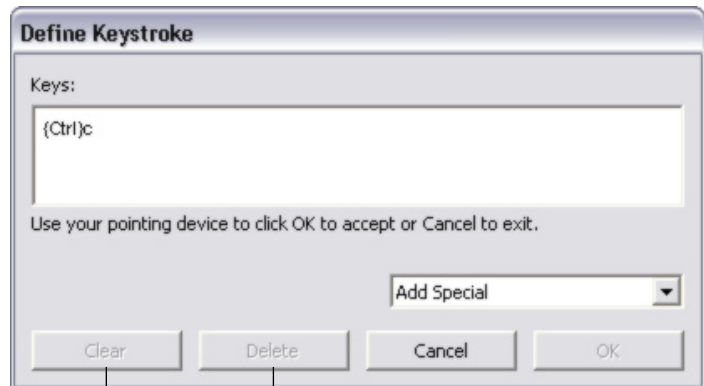 Define Keystroke
Keys:
{Ctrl}c
Use your pointing device to click OK to accept or Cancel to exit.
Add Special
Clear Delete Cancel OK